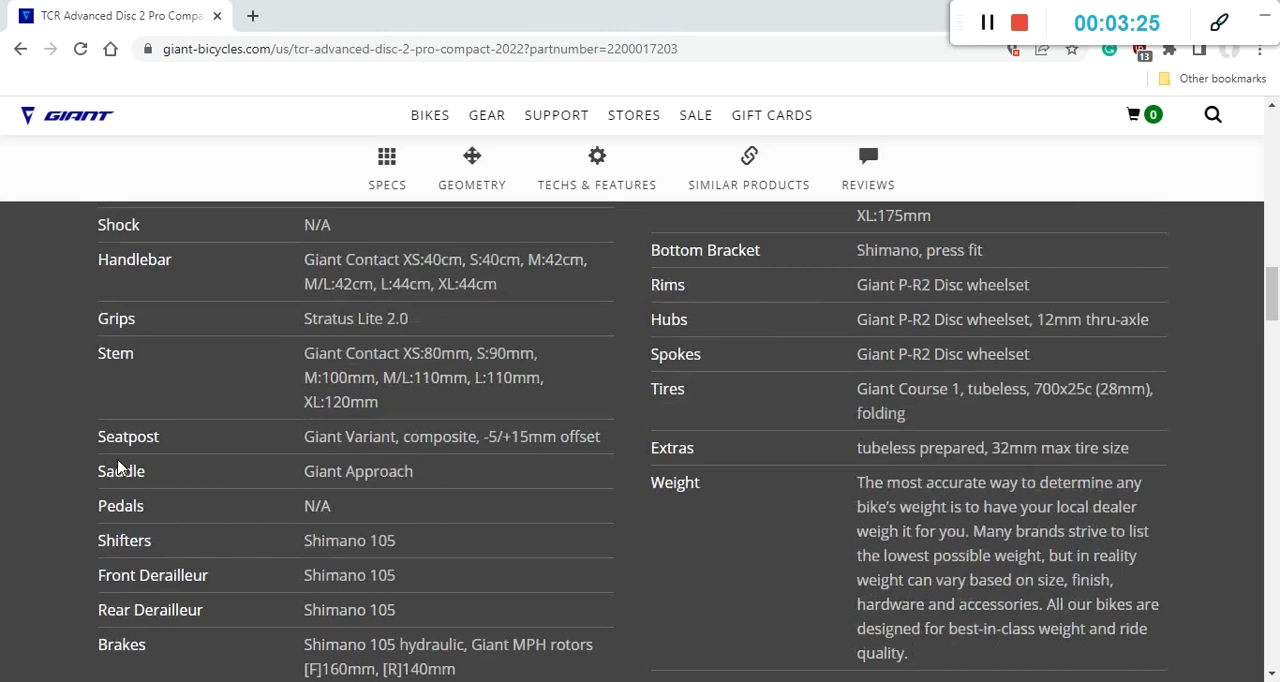 TCR Advanced Disc 2 Pro Compa
00:03:25
giant-bicycles.com/us/tcr-advanced-disc-2-pro-compact-2022?partnumber=2200017203
13
Other bookmarks
GIANT
BIKES GEAR SUPPORT STORES SALE GIFT CARDS
0
SPECS GEOMETRY TECHS & FEATURES SIMILAR PRODUCTS REVIEWS
Shock N/A
Handlebar Giant Contact XS:40cm, S:40cm, M:42cm,
M/L:42cm, L:44cm, XL:44cm
Grips Stratus Lite 2.0
Stem Giant Contact XS:80mm, S:90mm,
M:100mm, M/L:110mm, L:110mm,
XL:120mm
Seatpost Giant Variant, composite, -5/+15mm offset
Saddle Giant Approach
Pedals N/A
Shifters Shimano 105
Front Derailleur Shimano 105
Rear Derailleur Shimano 105
Brakes Shimano 105 hydraulic, Giant MPH rotors
[F]160mm, [R]140mm
XL:175mm
Bottom Bracket Shimano, press fit
Rims Giant P-R2 Disc wheelset
Hubs Giant P-R2 Disc wheelset, 12mm thru-axle
Spokes Giant P-R2 Disc wheelset
Tires Giant Course 1, tubeless, 700x25c (28mm),
folding
Extras tubeless prepared, 32mm max tire size
Weight The most accurate way to determine any
bike's weight is to have your local dealer
weigh it for you. Many brands strive to list
the lowest possible weight, but in reality
weight can vary based on size, finish,
hardware and accessories. All our bikes are
designed for best-in-class weight and ride
quality.